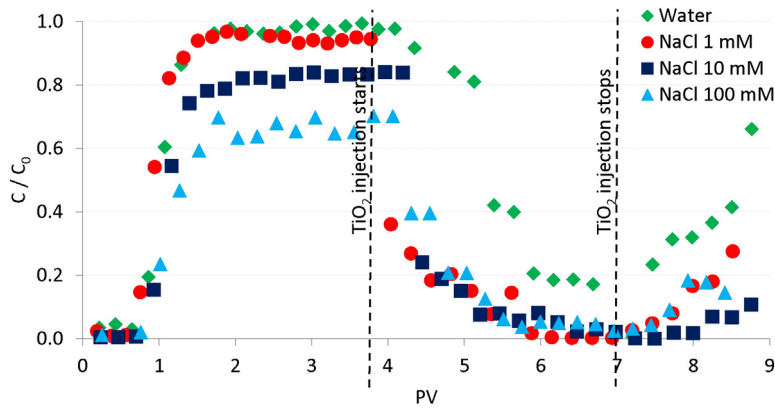 1.0
0.8
0.6
0.4
0.2
0.0
C / C₀
0
1
2
3
4
5
6
7
8
9
PV
TiO₂ injection starts
TiO₂ injection stops
Water
NaCl 1 mM
NaCl 10 mM
NaCl 100 mM